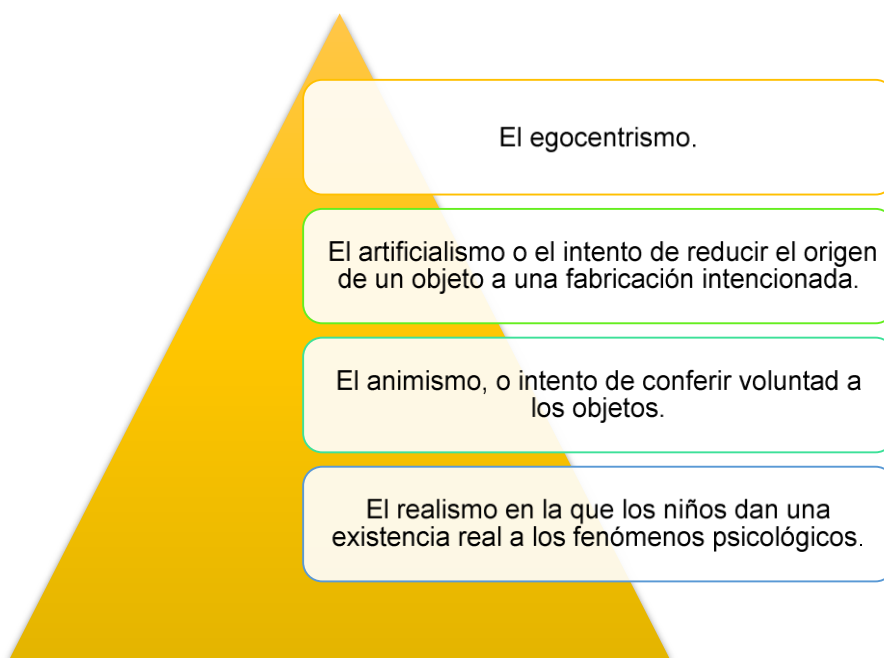 El egocentrismo.
El artificialismo o el intento de reducir el origen
de un objeto a una fabricación intencionada.
El animismo, o intento de conferir voluntad a
los objetos.
El realismo en la que los niños dan una
existencia real a los fenómenos psicológicos.